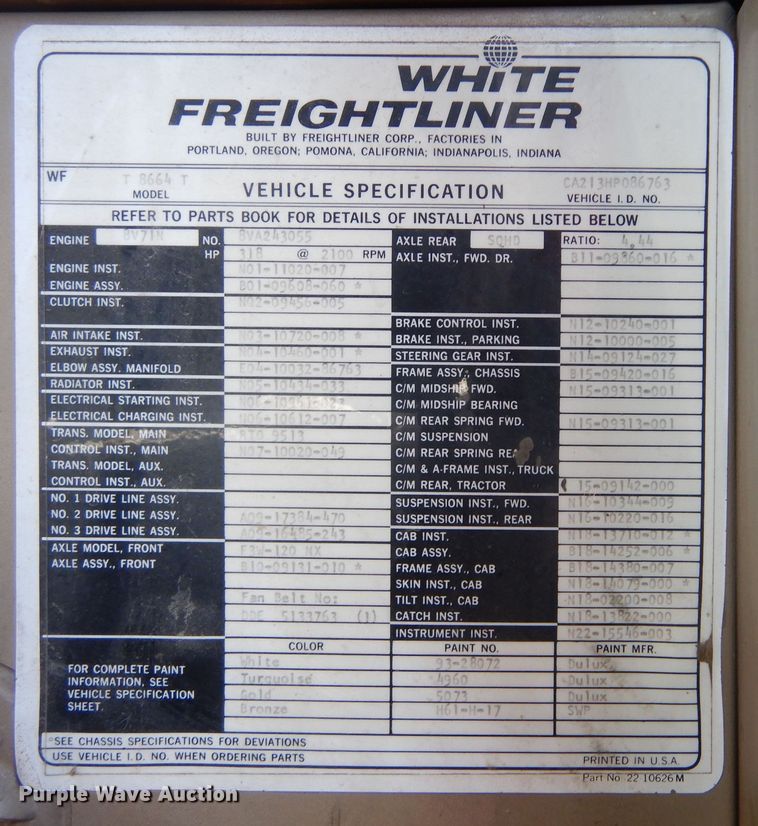 WHITE
FREIGHTLINER
BUILT BY FREIGHTLINER CORP., FACTORIES IN
PORTLAND, OREGON; POMONA, CALIFORNIA; INDIANAPOLIS, INDIANA
WF T 8664 T CA213HP086763
MODEL VEHICLE SPECIFICATION VEHICLE I.D. NO.
REFER TO PARTS BOOK FOR DETAILS OF INSTALLATIONS LISTED BELOW
ENGINE 8V71N NO. 8VA243055
HP 318 @ 2100 RPM
ENGINE INST. N01-11020-007
ENGINE ASSY. B01-09608-060 *
CLUTCH INST. N02-09456-005
AIR INTAKE INST. N03-10720-008 *
EXHAUST INST. N04-10460-001 *
ELBOW ASSY. MANIFOLD E04-10032-86763
RADIATOR INST. N05-10434-033
ELECTRICAL STARTING INST.
ELECTRICAL CHARGING INST. N06-10612-007
TRANS. MODEL, MAIN RTO 9513
CONTROL INST., MAIN N07-10020-049
TRANS. MODEL, AUX.
CONTROL INST., AUX.
NO. 1 DRIVE LINE ASSY.
NO. 2 DRIVE LINE ASSY. A09-17384-470
NO. 3 DRIVE LINE ASSY. A09-16485-243
AXLE MODEL, FRONT F3W-120 NX
AXLE ASSY., FRONT B10-09131-010 *
Fan Belt No:
DDE 5133763 (1)
AXLE REAR SQHD RATIO: 4.44
AXLE INST., FWD. DR. B11-09860-016 *
BRAKE CONTROL INST. N12-10240-001
BRAKE INST., PARKING N12-10000-005
STEERING GEAR INST. N14-09124-027
FRAME ASSY., CHASSIS B15-09420-016
C/M MIDSHIP FWD. N15-09313-001
C/M MIDSHIP BEARING
C/M REAR SPRING FWD. N15-09313-001
C/M SUSPENSION
C/M REAR SPRING
C/M & A-FRAME INST., TRUCK
C/M REAR, TRACTOR 15-09142-000
SUSPENSION INST., FWD. N16-10344-009
SUSPENSION INST., REAR N16-10220-016
CAB INST. N18-13710-012 *
CAB ASSY. B18-14252-006 *
FRAME ASSY., CAB B18-14380-007
SKIN INST., CAB N18-14079-000 *
TILT INST., CAB N18-02200-008
CATCH INST. N18-13822-000
INSTRUMENT INST. N22-15546-003
COLOR PAINT NO. PAINT MFR.
FOR COMPLETE PAINT
INFORMATION, SEE
VEHICLE SPECIFICATION
SHEET.
White 93-28072 Dulux
Turquoise 4960 Dulux
Gold 5073 Dulux
Bronze H61-H-17 SWP
*SEE CHASSIS SPECIFICATIONS FOR DEVIATIONS
USE VEHICLE I.D. NO. WHEN ORDERING PARTS
PRINTED IN U.S.A.
Part No. 22-10626 M
Purple Wave Auction